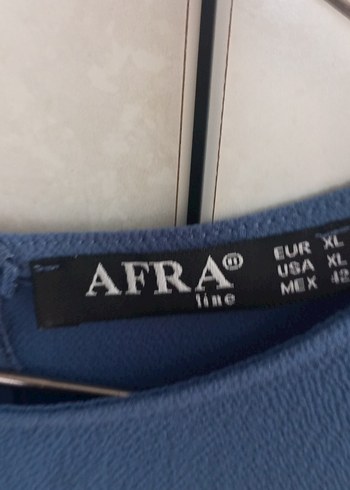 AFRA®
line
EUR XL
USA XL
MEX 42